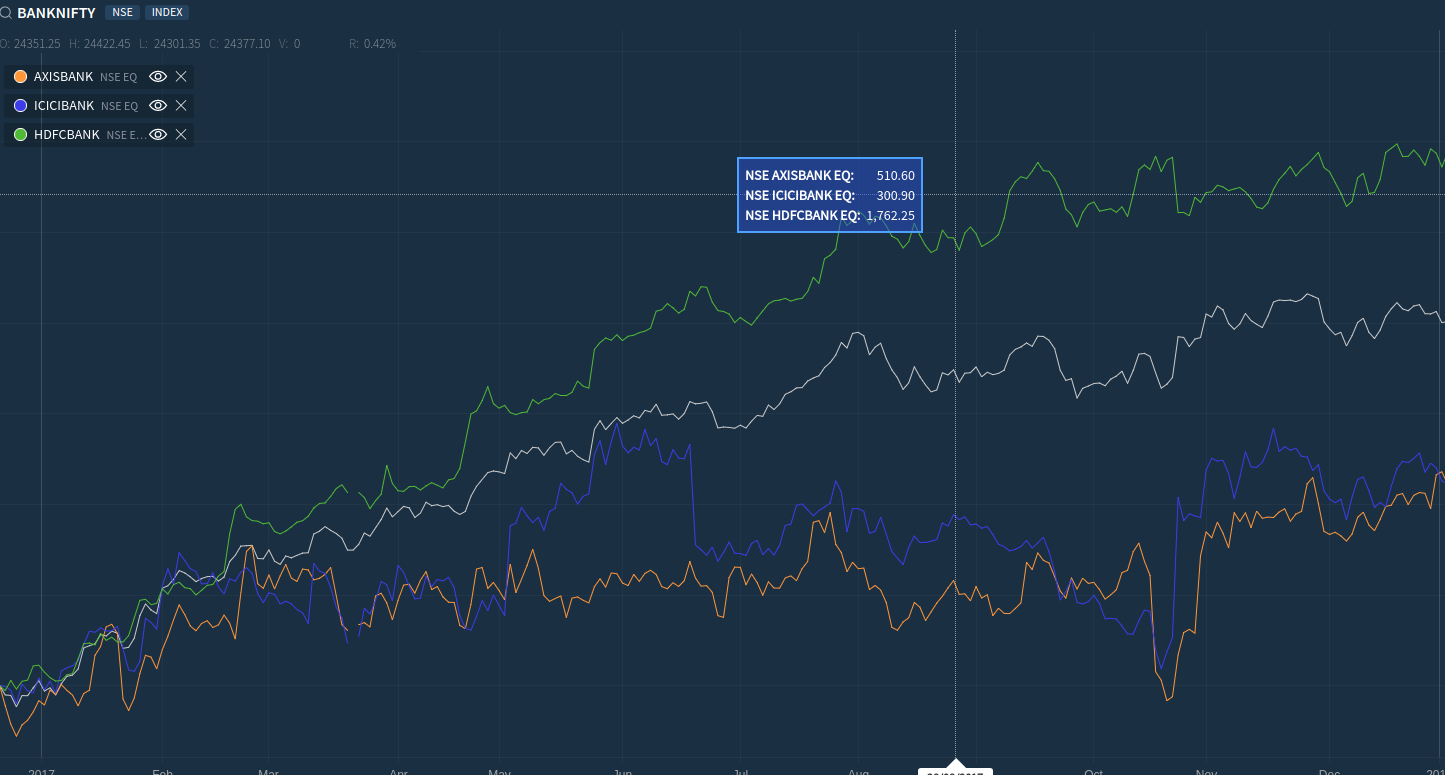 BANKNIFTY NSE INDEX
O: 24351.25 H: 24422.45 L: 24301.35 C: 24377.10 V: 0 R: 0.42%
AXISBANK NSE EQ
ICICIBANK NSE EQ
HDFCBANK NSE E...
NSE AXISBANK EQ: 510.60
NSE ICICIBANK EQ: 300.90
NSE HDFCBANK EQ: 1,762.25
2017 Feb Mar Apr May Jun Jul Aug Oct Nov Dec